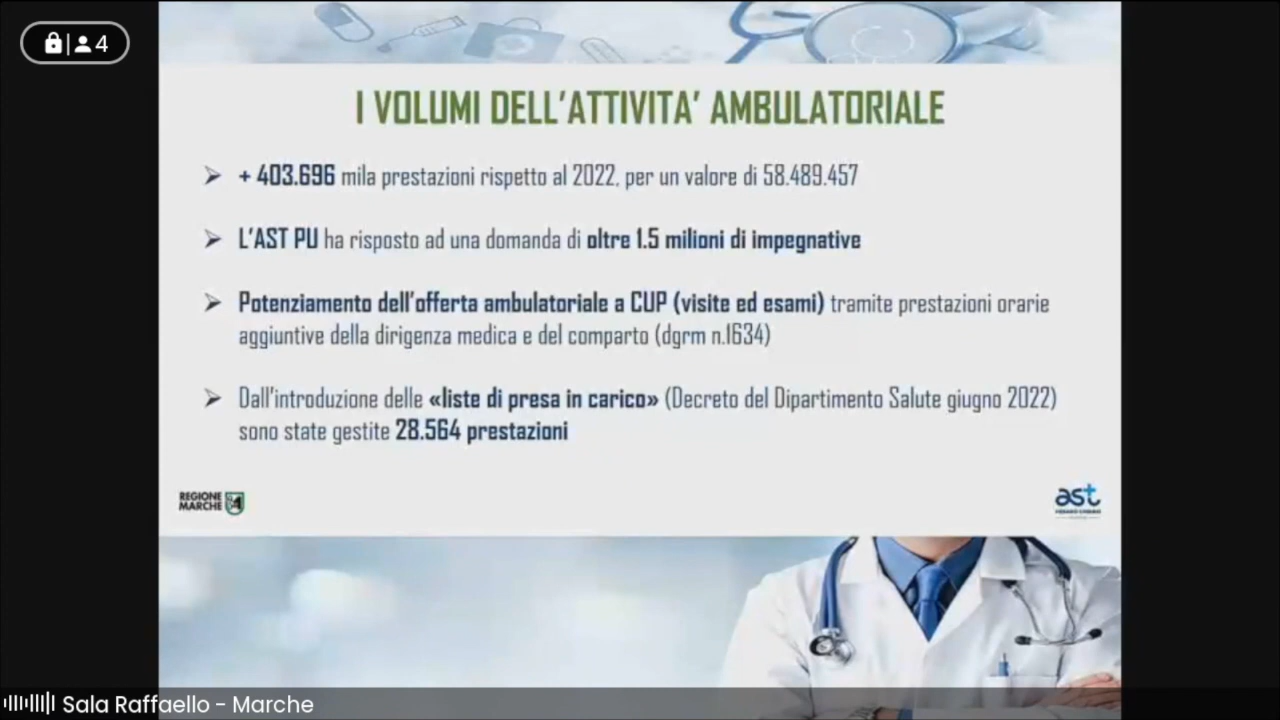 4
I VOLUMI DELL'ATTIVITA' AMBULATORIALE
+ 403.696 mila prestazioni rispetto al 2022, per un valore di 58.489.457
L'AST PU ha risposto ad una domanda di oltre 1.5 milioni di impegnative
Potenziamento dell'offerta ambulatoriale a CUP (visite ed esami) tramite prestazioni orarie
aggiuntive della dirigenza medica e del comparto (dgrm n.1634)
Dall'introduzione delle «liste di presa in carico» (Decreto del Dipartimento Salute giugno 2022)
sono state gestite 28.564 prestazioni
REGIONE
MARCHE
ast
Sala Raffaello - Marche